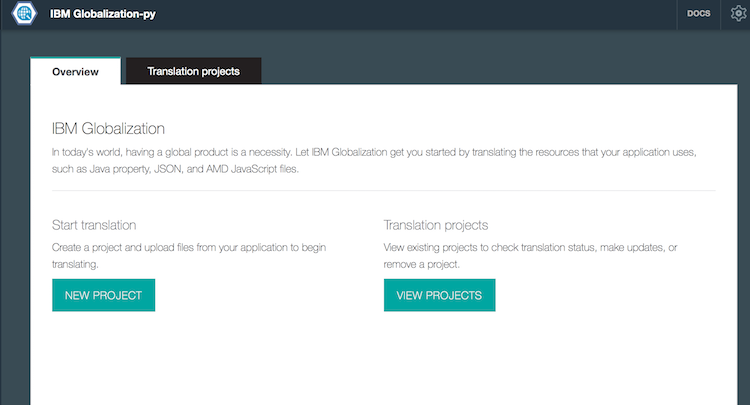 IBM Globalization-py
DOCS
Overview
Translation projects
IBM Globalization
In today's world, having a global product is a necessity. Let IBM Globalization get you started by translating the resources that your application uses,
such as Java property, JSON, and AMD JavaScript files.
Start translation
Create a project and upload files from your application to begin
translating.
NEW PROJECT
Translation projects
View existing projects to check translation status, make updates, or
remove a project.
VIEW PROJECTS